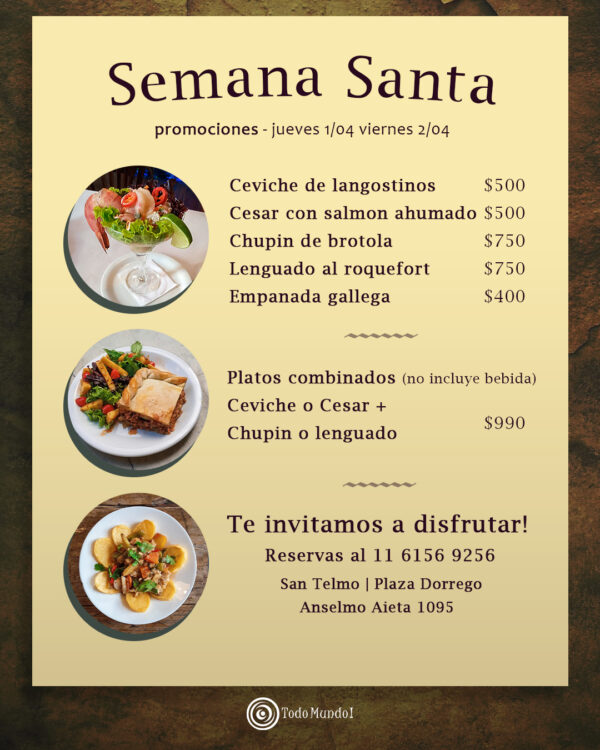 Semana Santa
promociones - jueves 1/04 viernes 2/04
Ceviche de langostinos $500
Cesar con salmon ahumado $500
Chupin de brotola $750
Lenguado al roquefort $750
Empanada gallega $400
Platos combinados (no incluye bebida)
Ceviche o Cesar +
Chupin o lenguado $990
Te invitamos a disfrutar!
Reservas al 11 6156 9256
San Telmo | Plaza Dorrego
Anselmo Aieta 1095
Todo Mundo!